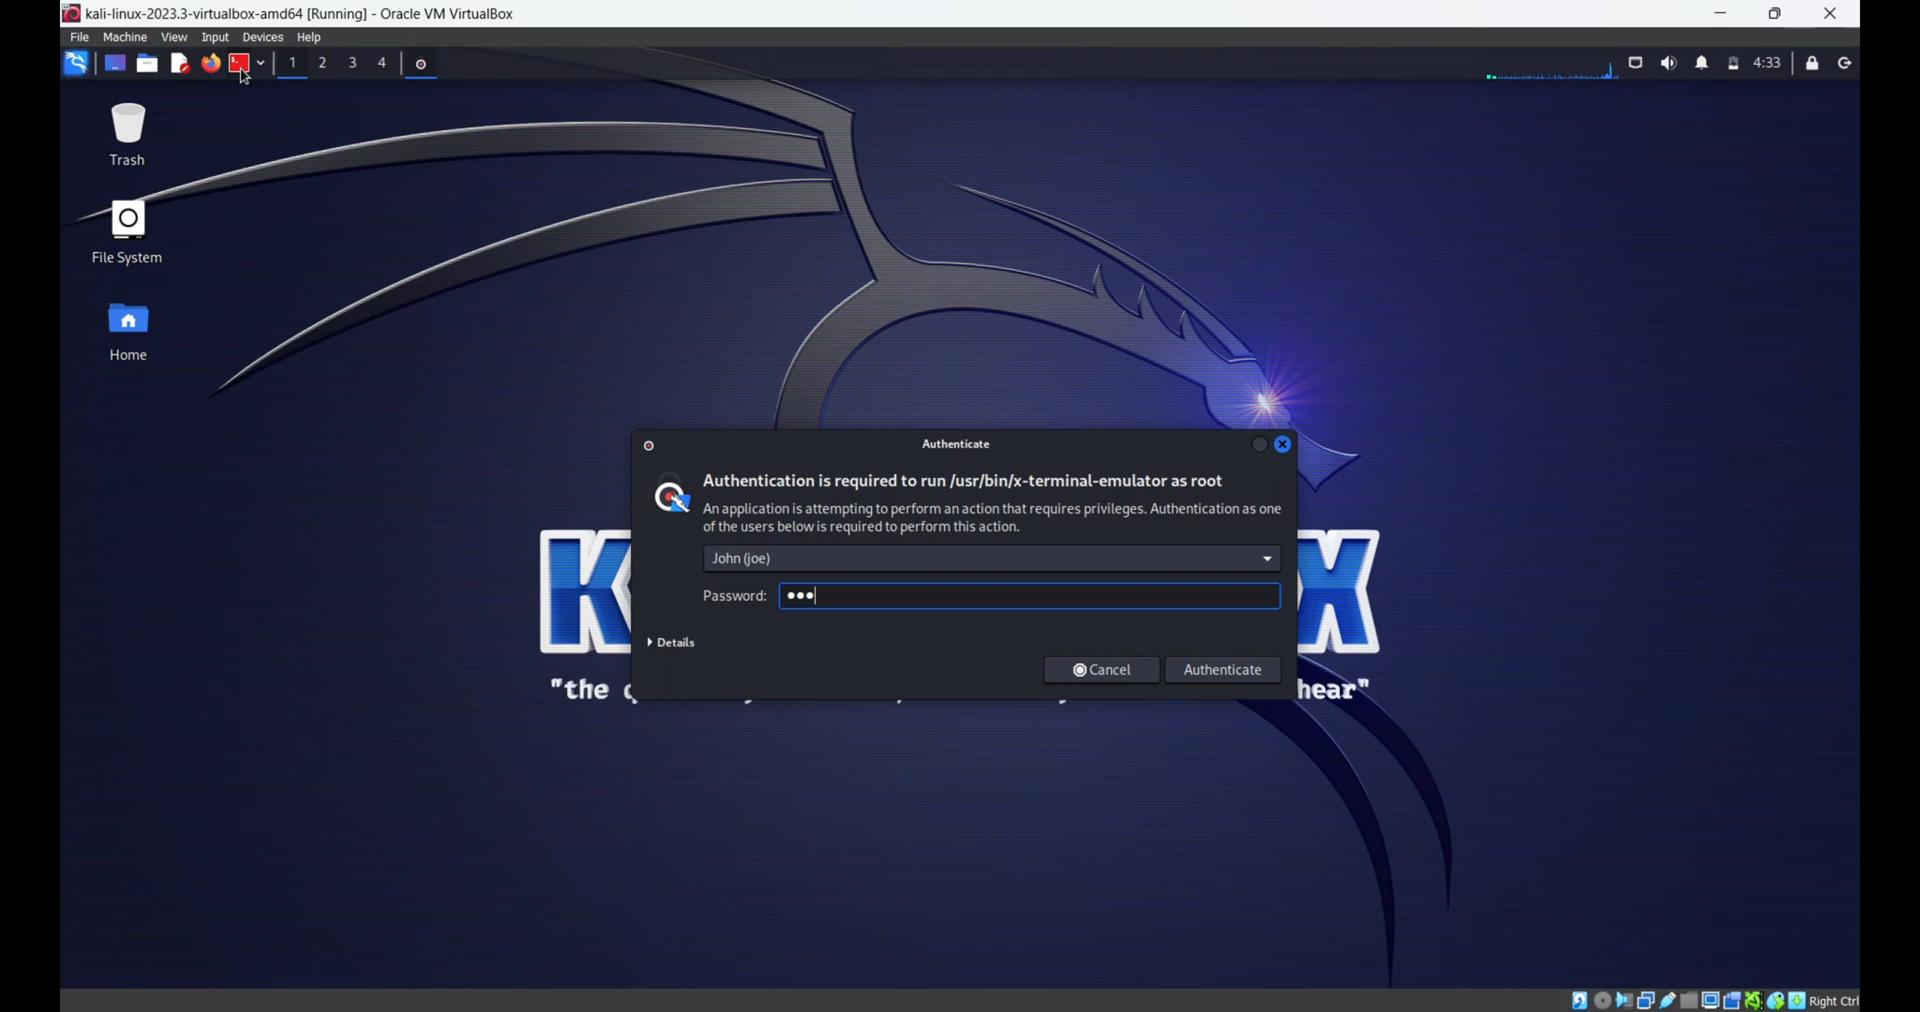 kali-linux-2023.3-virtualbox-amd64 [Running] - Oracle VM VirtualBox
File Machine View Input Devices Help
1 2 3 4 4:33
Trash
File System
Home
Authenticate
Authentication is required to run /usr/bin/x-terminal-emulator as root
An application is attempting to perform an action that requires privileges. Authentication as one
of the users below is required to perform this action.
John (joe)
Password: •••
Details
Cancel Authenticate
K X
"the hear"
Right Ctrl